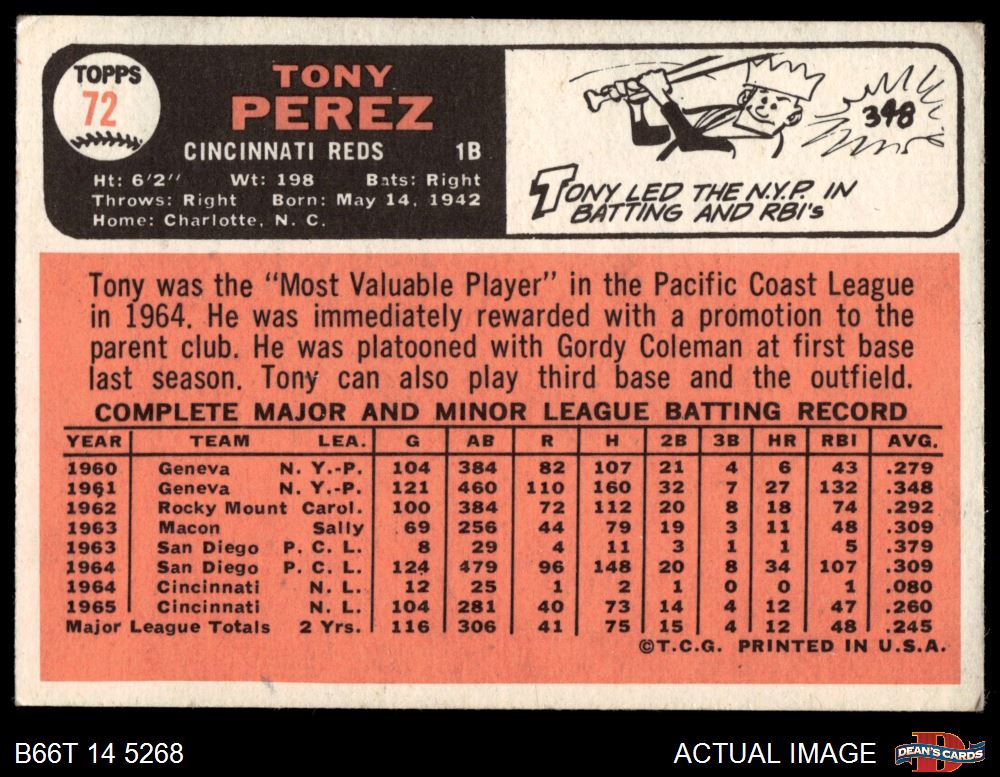 TOPPS
72
TONY
PEREZ
CINCINNATI REDS 1B
Ht: 6'2" Wt: 198 Bats: Right
Throws: Right Born: May 14, 1942
Home: Charlotte, N. C.
348
TONY LED THE N.Y.P. IN
BATTING AND RBI's
Tony was the "Most Valuable Player" in the Pacific Coast League
in 1964. He was immediately rewarded with a promotion to the
parent club. He was platooned with Gordy Coleman at first base
last season. Tony can also play third base and the outfield.
COMPLETE MAJOR AND MINOR LEAGUE BATTING RECORD
YEAR TEAM LEA. G AB R H 2B 3B HR RBI AVG.
1960 Geneva N. Y.-P. 104 384 82 107 21 4 6 43 .279
1961 Geneva N. Y.-P. 121 460 110 160 32 7 27 132 .348
1962 Rocky Mount Carol. 100 384 72 112 20 8 18 74 .292
1963 Macon Sally 69 256 44 79 19 3 11 48 .309
1963 San Diego P. C. L. 8 29 4 11 3 1 1 5 .379
1964 San Diego P. C. L. 124 479 96 148 20 8 34 107 .309
1964 Cincinnati N. L. 12 25 1 2 1 0 0 1 .080
1965 Cincinnati N. L. 104 281 40 73 14 4 12 47 .260
Major League Totals 2 Yrs. 116 306 41 75 15 4 12 48 .245
©T.C.G. PRINTED IN U.S.A.
B66T 14 5268 ACTUAL IMAGE
DEAN'S CARDS